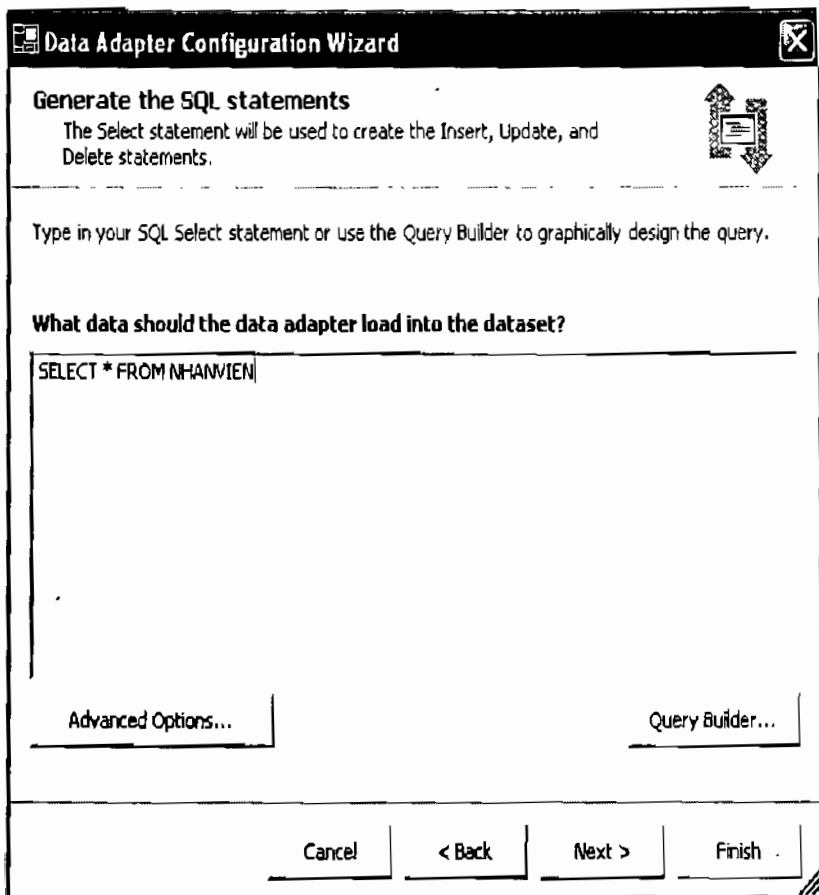 Data Adapter Configuration Wizard
Generate the SQL statements
The Select statement will be used to create the Insert, Update, and
Delete statements.
Type in your SQL Select statement or use the Query Builder to graphically design the query.
What data should the data adapter load into the dataset?
SELECT * FROM NHANVIEN
Advanced Options...
Query Builder...
Cancel
< Back
Next >
Finish